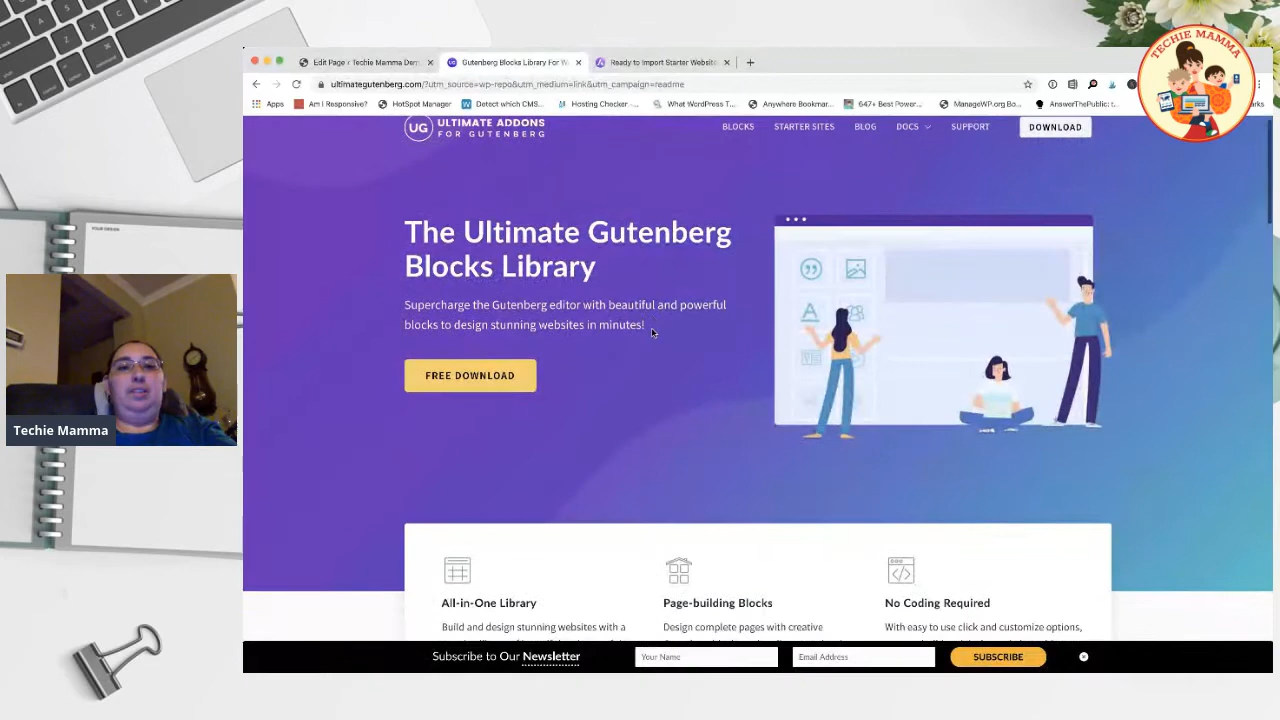 TECHIE MAMMA
Edit Page ‹ Techie Mamma Dem
Gutenberg Blocks Library For W
Ready to Import Starter Website
ultimategutenberg.com/?utm_source=wp-repo&utm_medium=link&utm_campaign=readme
Apps
Am I Responsive?
HotSpot Manager
Detect which CMS...
Hosting Checker -...
What WordPress T...
Anywhere Bookmar...
647+ Best Power...
ManageWP.org Bo...
AnswerThePublic: t...
UG ULTIMATE ADDONS
FOR GUTENBERG
BLOCKS
STARTER SITES
BLOG
DOCS
SUPPORT
DOWNLOAD
The Ultimate Gutenberg
Blocks Library
Supercharge the Gutenberg editor with beautiful and powerful
blocks to design stunning websites in minutes!
FREE DOWNLOAD
YOUR DESIGN
Techie Mamma
All-in-One Library
Build and design stunning websites with a
Page-building Blocks
Design complete pages with creative
No Coding Required
With easy to use click and customize options,
Subscribe to Our Newsletter
Your Name
Email Address
SUBSCRIBE